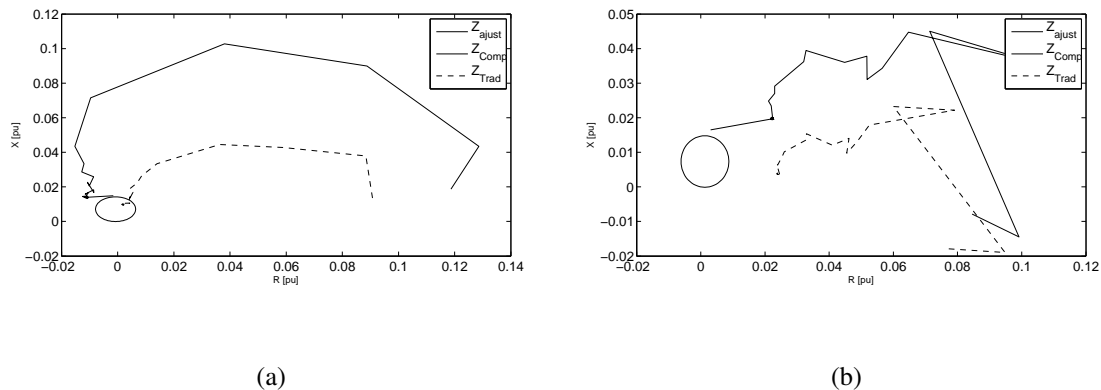 0.12
0.1
0.08
0.06
0.04
0.02
0
−0.02
X [pu]
−0.02 0 0.02 0.04 0.06 0.08 0.1 0.12 0.14
R [pu]
Z_ajust
Z_Comp
Z_Trad
(a)
0.05
0.04
0.03
0.02
0.01
0
−0.01
−0.02
X [pu]
−0.02 0 0.02 0.04 0.06 0.08 0.1 0.12
R [pu]
Z_ajust
Z_Comp
Z_Trad
(b)